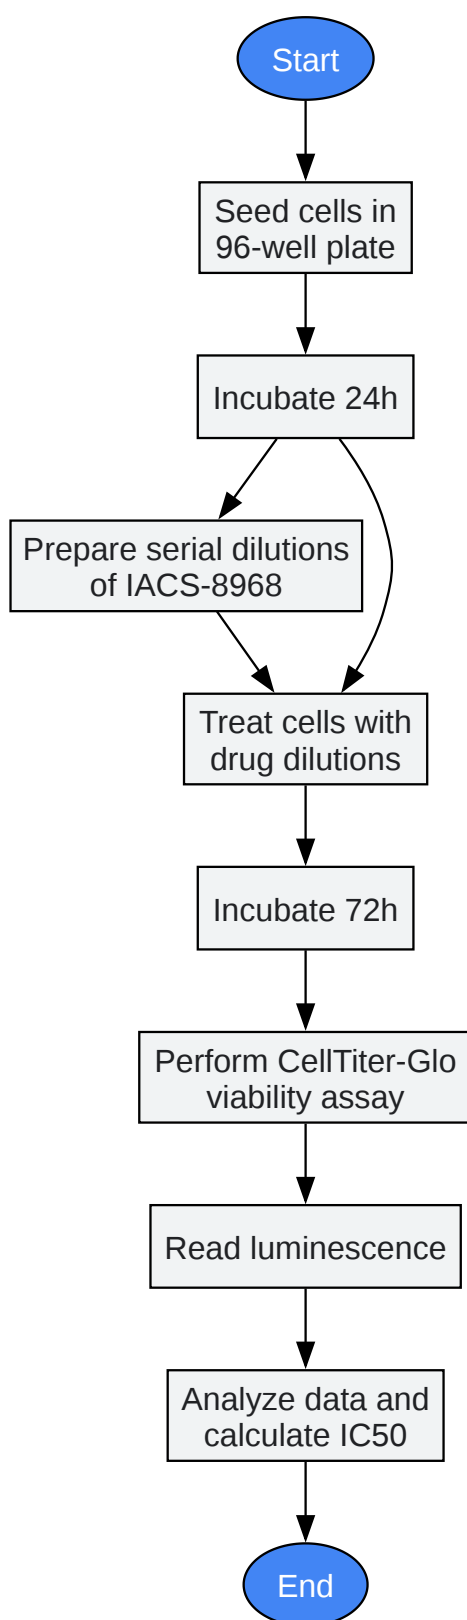 Start
Seed cells in
96-well plate
Incubate 24h
Prepare serial dilutions
of IACS-8968
Treat cells with
drug dilutions
Incubate 72h
Perform CellTiter-Glo
viability assay
Read luminescence
Analyze data and
calculate IC50
End